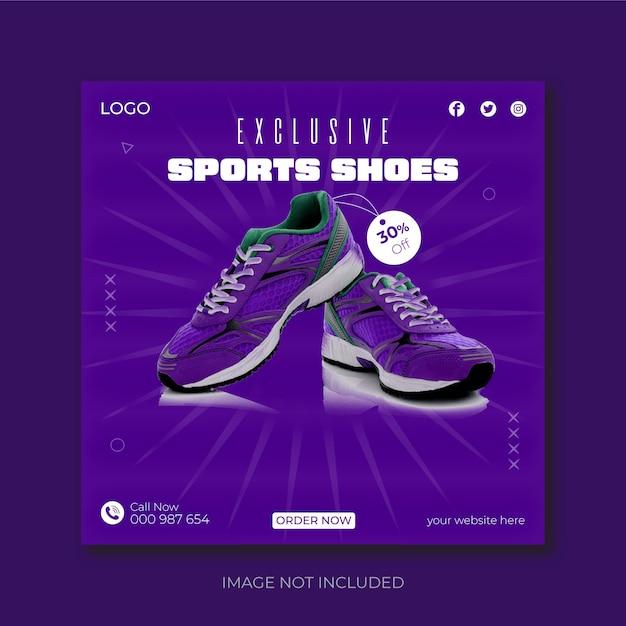 LOGO
EXCLUSIVE
SPORTS SHOES
30%
Off
Call Now
000 987 654
ORDER NOW
your website here
IMAGE NOT INCLUDED